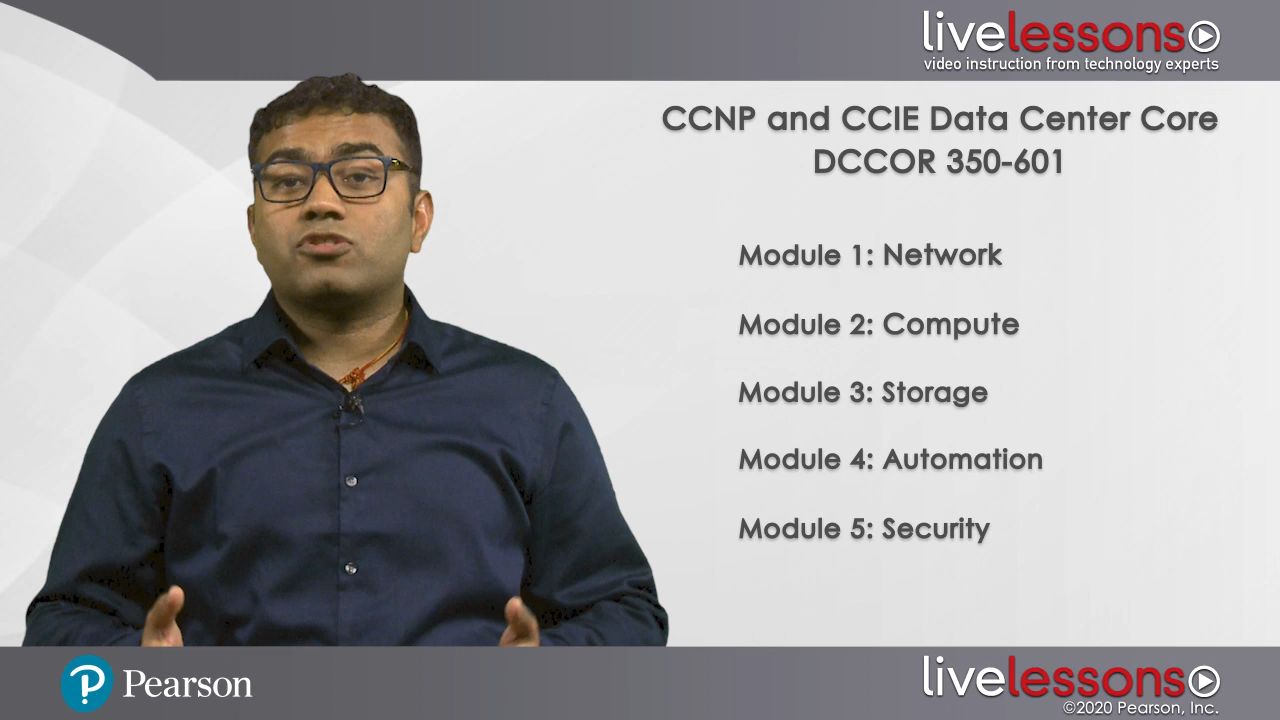 livelessons
video instruction from technology experts
CCNP and CCIE Data Center Core
DCCOR 350-601
Module 1: Network
Module 2: Compute
Module 3: Storage
Module 4: Automation
Module 5: Security
Pearson
livelessons
©2020 Pearson, Inc.